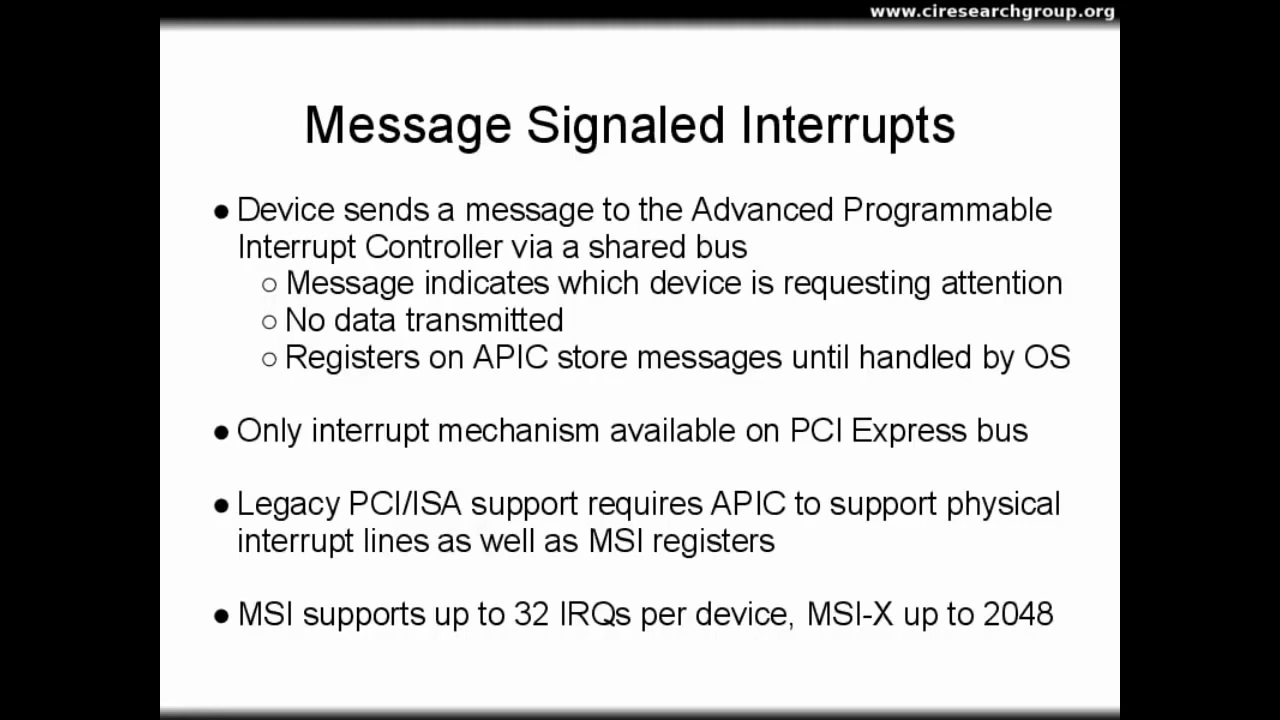 www.ciresearchgroup.org
Message Signaled Interrupts
● Device sends a message to the Advanced Programmable
Interrupt Controller via a shared bus
○ Message indicates which device is requesting attention
○ No data transmitted
○ Registers on APIC store messages until handled by OS
● Only interrupt mechanism available on PCI Express bus
● Legacy PCI/ISA support requires APIC to support physical
interrupt lines as well as MSI registers
● MSI supports up to 32 IRQs per device, MSI-X up to 2048